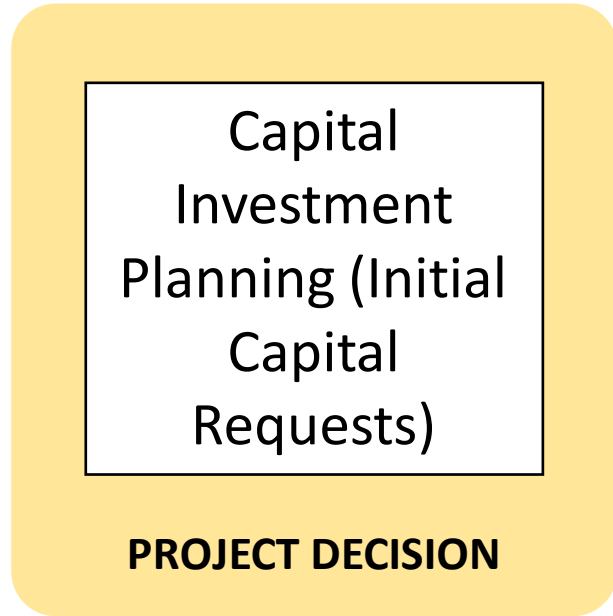 Capital
Investment
Planning (Initial
Capital
Requests)
PROJECT DECISION